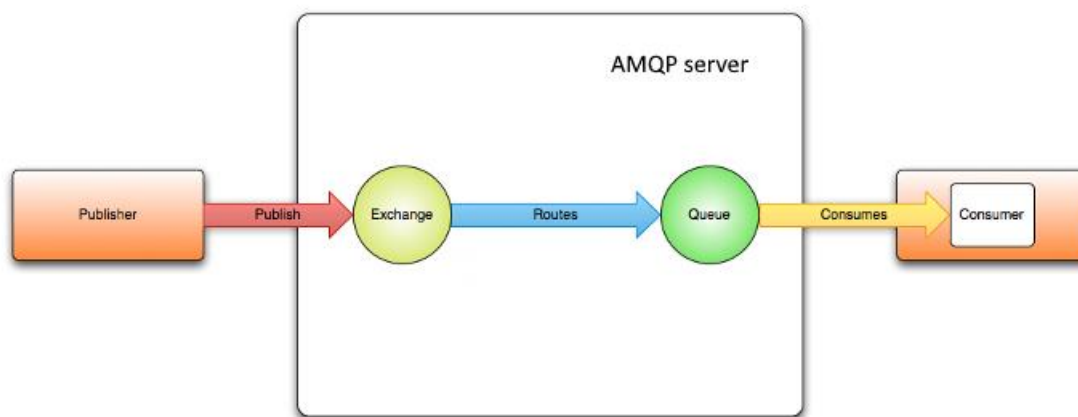 AMQP server
Publisher
Publish
Exchange
Routes
Queue
Consumes
Consumer